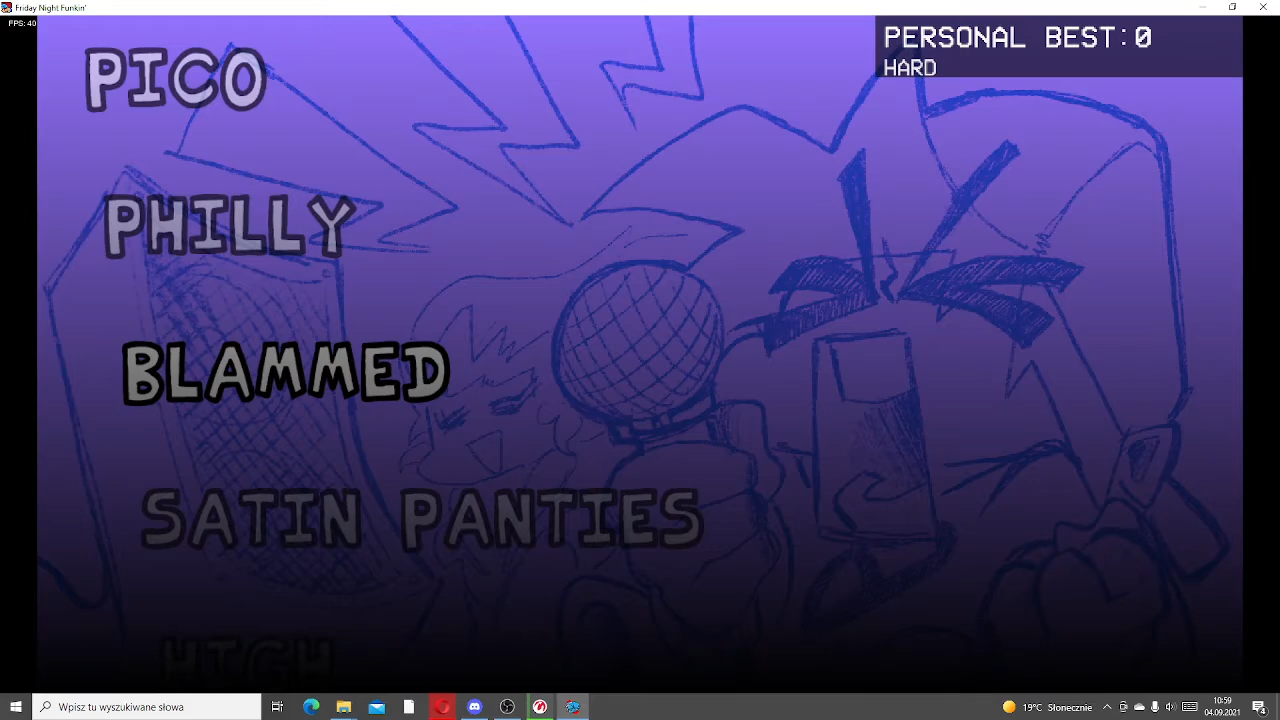 Friday Night Funkin'
FPS: 40
PERSONAL BEST:0
HARD
PICO
PHILLY
BLAMMED
SATIN PANTIES
HIGH
Wpisz tu wyszukiwane słowa
19°C Słonecznie
10:59
04.09.2021